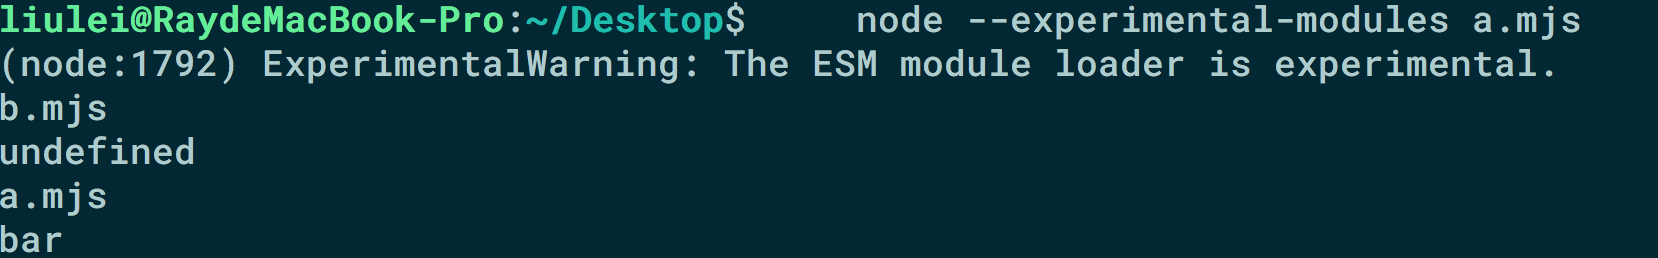 liulei@RaydeMacBook-Pro:~/Desktop$     node --experimental-modules a.mjs
(node:1792) ExperimentalWarning: The ESM module loader is experimental.
b.mjs
undefined
a.mjs
bar